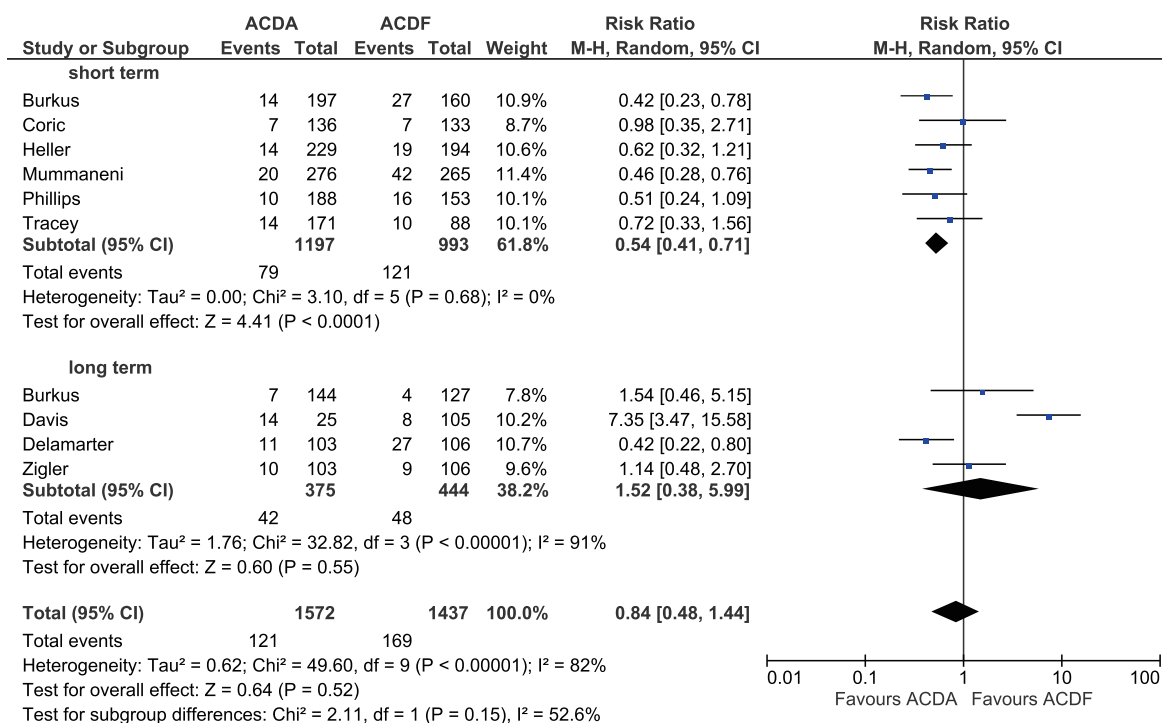 ACDA ACDF Risk Ratio Risk Ratio
Study or Subgroup Events Total Events Total Weight M-H, Random, 95% CI M-H, Random, 95% CI
short term
Burkus 14 197 27 160 10.9% 0.42 [0.23, 0.78]
Coric 7 136 7 133 8.7% 0.98 [0.35, 2.71]
Heller 14 229 19 194 10.6% 0.62 [0.32, 1.21]
Mummaneni 20 276 42 265 11.4% 0.46 [0.28, 0.76]
Phillips 10 188 16 153 10.1% 0.51 [0.24, 1.09]
Tracey 14 171 10 88 10.1% 0.72 [0.33, 1.56]
Subtotal (95% CI) 1197 993 61.8% 0.54 [0.41, 0.71]
Total events 79 121
Heterogeneity: Tau² = 0.00; Chi² = 3.10, df = 5 (P = 0.68); I² = 0%
Test for overall effect: Z = 4.41 (P < 0.0001)
long term
Burkus 7 144 4 127 7.8% 1.54 [0.46, 5.15]
Davis 14 25 8 105 10.2% 7.35 [3.47, 15.58]
Delamarter 11 103 27 106 10.7% 0.42 [0.22, 0.80]
Zigler 10 103 9 106 9.6% 1.14 [0.48, 2.70]
Subtotal (95% CI) 375 444 38.2% 1.52 [0.38, 5.99]
Total events 42 48
Heterogeneity: Tau² = 1.76; Chi² = 32.82, df = 3 (P < 0.00001); I² = 91%
Test for overall effect: Z = 0.60 (P = 0.55)
Total (95% CI) 1572 1437 100.0% 0.84 [0.48, 1.44]
Total events 121 169
Heterogeneity: Tau² = 0.62; Chi² = 49.60, df = 9 (P < 0.00001); I² = 82%
Test for overall effect: Z = 0.64 (P = 0.52)
Test for subgroup differences: Chi² = 2.11, df = 1 (P = 0.15), I² = 52.6%
0.01 0.1 1 10 100
Favours ACDA Favours ACDF